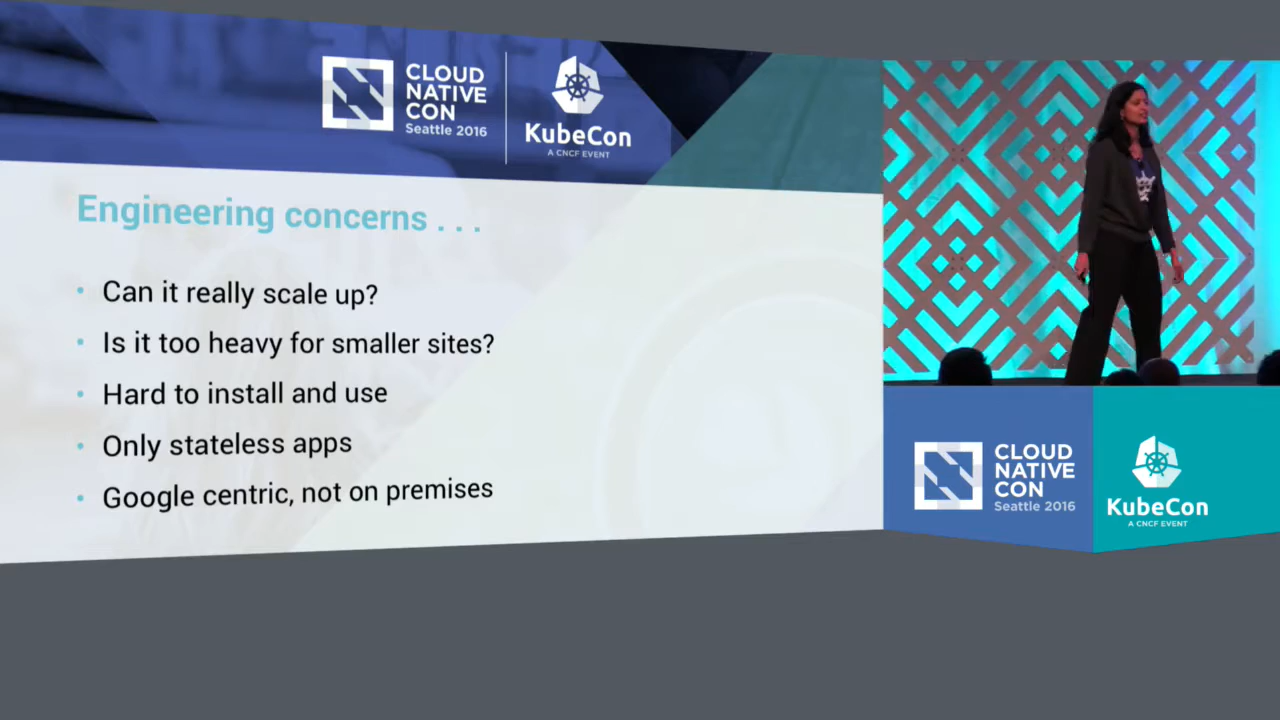 CLOUD
NATIVE
CON
Seattle 2016
KubeCon
A CNCF EVENT
Engineering concerns . . .
• Can it really scale up?
• Is it too heavy for smaller sites?
• Hard to install and use
• Only stateless apps
• Google centric, not on premises
CLOUD
NATIVE
CON
Seattle 2016
KubeCon
A CNCF EVENT